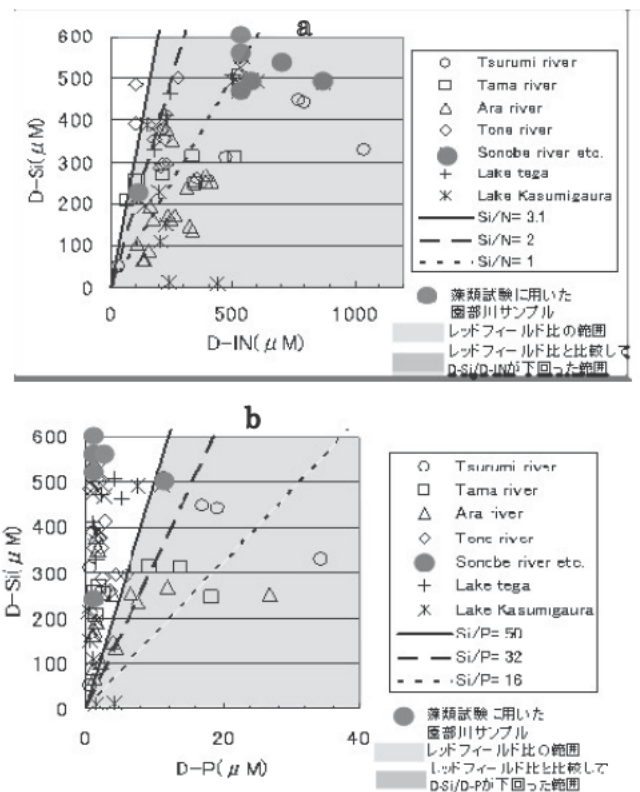 a
600
500
400
300
200
100
0
D-Si(μM)
0
500
1000
D-IN(μM)
Tsurumi river
Tama river
Ara river
Tone river
Sonobe river etc.
Lake tega
Lake Kasumigaura
Si/N= 3.1
Si/N= 2
Si/N= 1
藻類試験に用いた
園部川サンプル
レッドフィールド比の範囲
レッドフィールド比と比較して
D-Si/D-INが下回った範囲
b
600
500
400
300
200
100
0
D-Si(μM)
0
20
40
D-P(μM)
Tsurumi river
Tama river
Ara river
Tone river
Sonobe river etc.
Lake tega
Lake Kasumigaura
Si/P= 50
Si/P= 32
Si/P= 16
藻類試験に用いた
園部川サンプル
レッドフィールド比の範囲
レッドフィールド比と比較して
D-Si/D-Pが下回った範囲